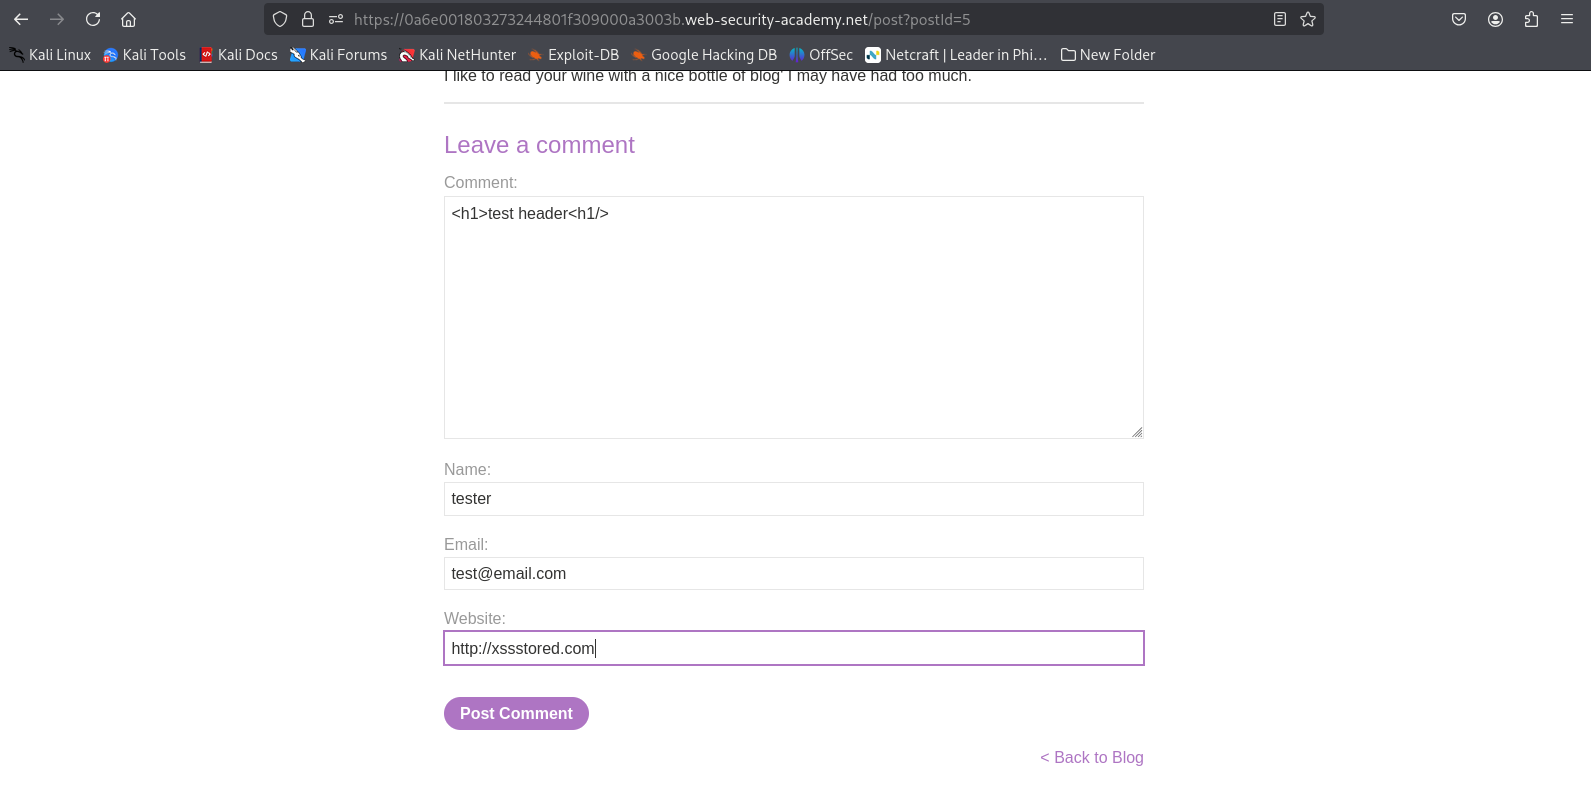 https://0a6e001803273244801f309000a3003b.web-security-academy.net/post?postId=5
Kali Linux Kali Tools Kali Docs Kali Forums Kali NetHunter Exploit-DB Google Hacking DB OffSec Netcraft | Leader in Phi… New Folder
I like to read your wine with a nice bottle of blog' I may have had too much.
Leave a comment
Comment:
<h1>test header<h1/>
Name:
tester
Email:
test@email.com
Website:
http://xssstored.com
Post Comment
< Back to Blog